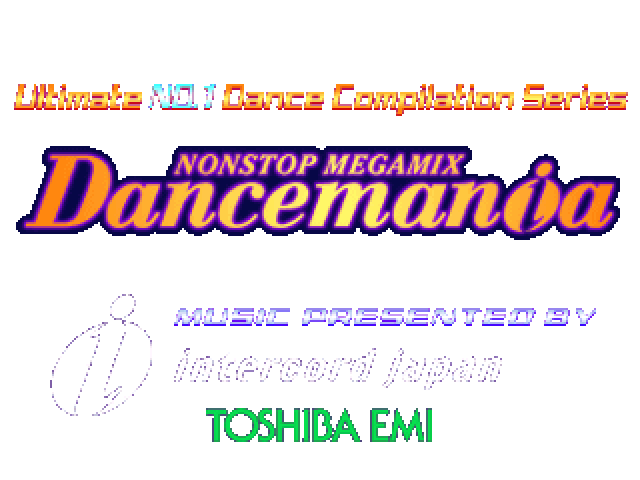 Ultimate NO.1 Dance Compilation Series
NONSTOP MEGAMIX
Dancemania
MUSIC PRESENTED BY
intercord japan
TOSHIBA EMI